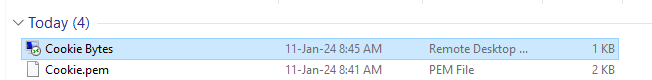 Today (4)
Cookie Bytes 11-Jan-24 8:45 AM Remote Desktop ... 1 KB
Cookie.pem 11-Jan-24 8:41 AM PEM File 2 KB